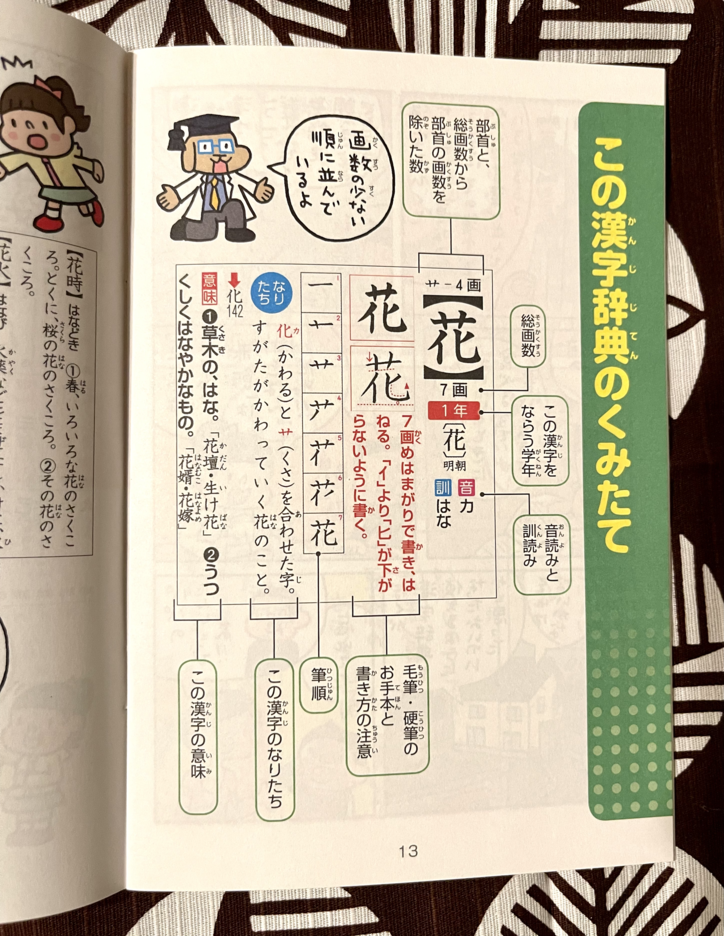 この漢字辞典のくみたて
部首と、
総画数から
部首の画数を
除いた数
総画数
この漢字を
ならう学年
音読みと
訓読み
艹−4画
【花】
7画
1年
〔花〕
明朝
音 カ
訓 はな
花
花
7画めはまがりで書き、は
ねる。「イ」より「ヒ」が下が
らないように書く。
毛筆・硬筆の
お手本と
書き方の注意
1 2 3 4 5 6 7
花
筆順
なり
たち
化(かわる)と艹(くさ)を合わせた字。
すがたがかわっていく花のこと。
化142
この漢字のなりたち
意味 ❶草木の、はな。「花壇・生け花」 ❷うつ
くしくはなやかなもの。「花婿・花嫁」
この漢字の意味
画数の少ない
順に並んで
いるよ
13
【花時】はなどき ①春、いろいろな花のさくこ
ろ。とくに、桜の花のさくころ。②その花のさ
くころ。
【花火】はなび